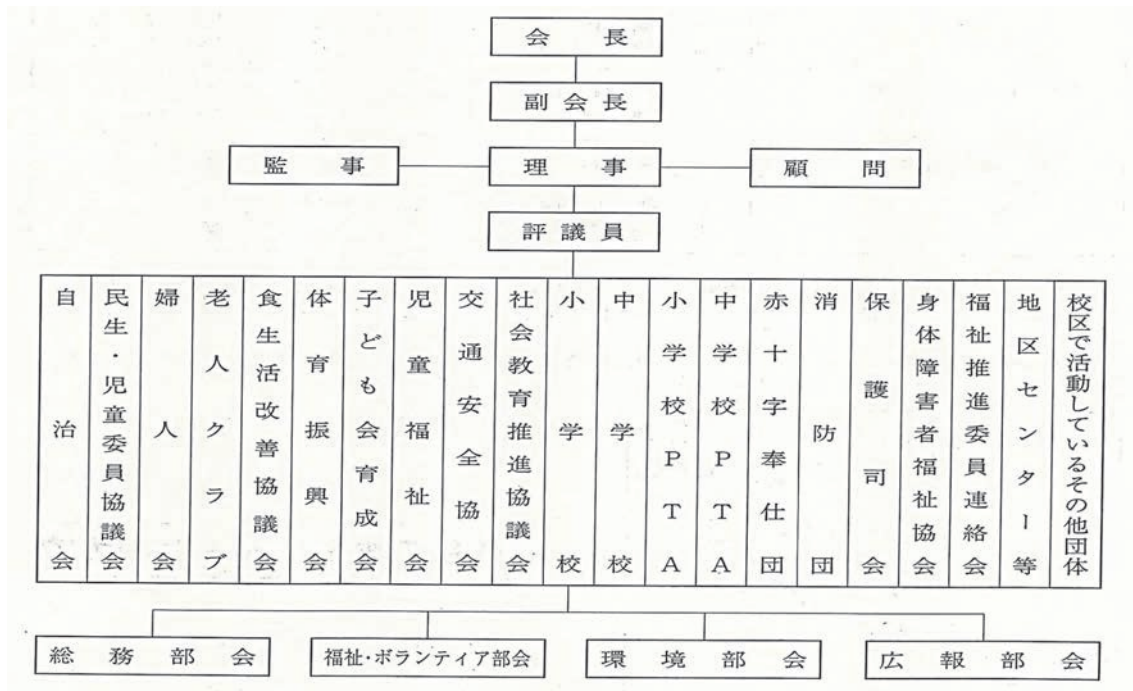 会長
副会長
監事
理事
顧問
評議員
自治会
民生・児童委員協議会
婦人会
老人クラブ
食生活改善協議会
体育振興会
子ども会育成会
児童福祉会
交通安全協会
社会教育推進協議会
小学校
中学校
小学校PTA
中学校PTA
赤十字奉仕団
消防団
保護司会
身体障害者福祉協会
福祉推進委員連絡会
地区センター等
校区で活動しているその他団体
総務部会
福祉・ボランティア部会
環境部会
広報部会